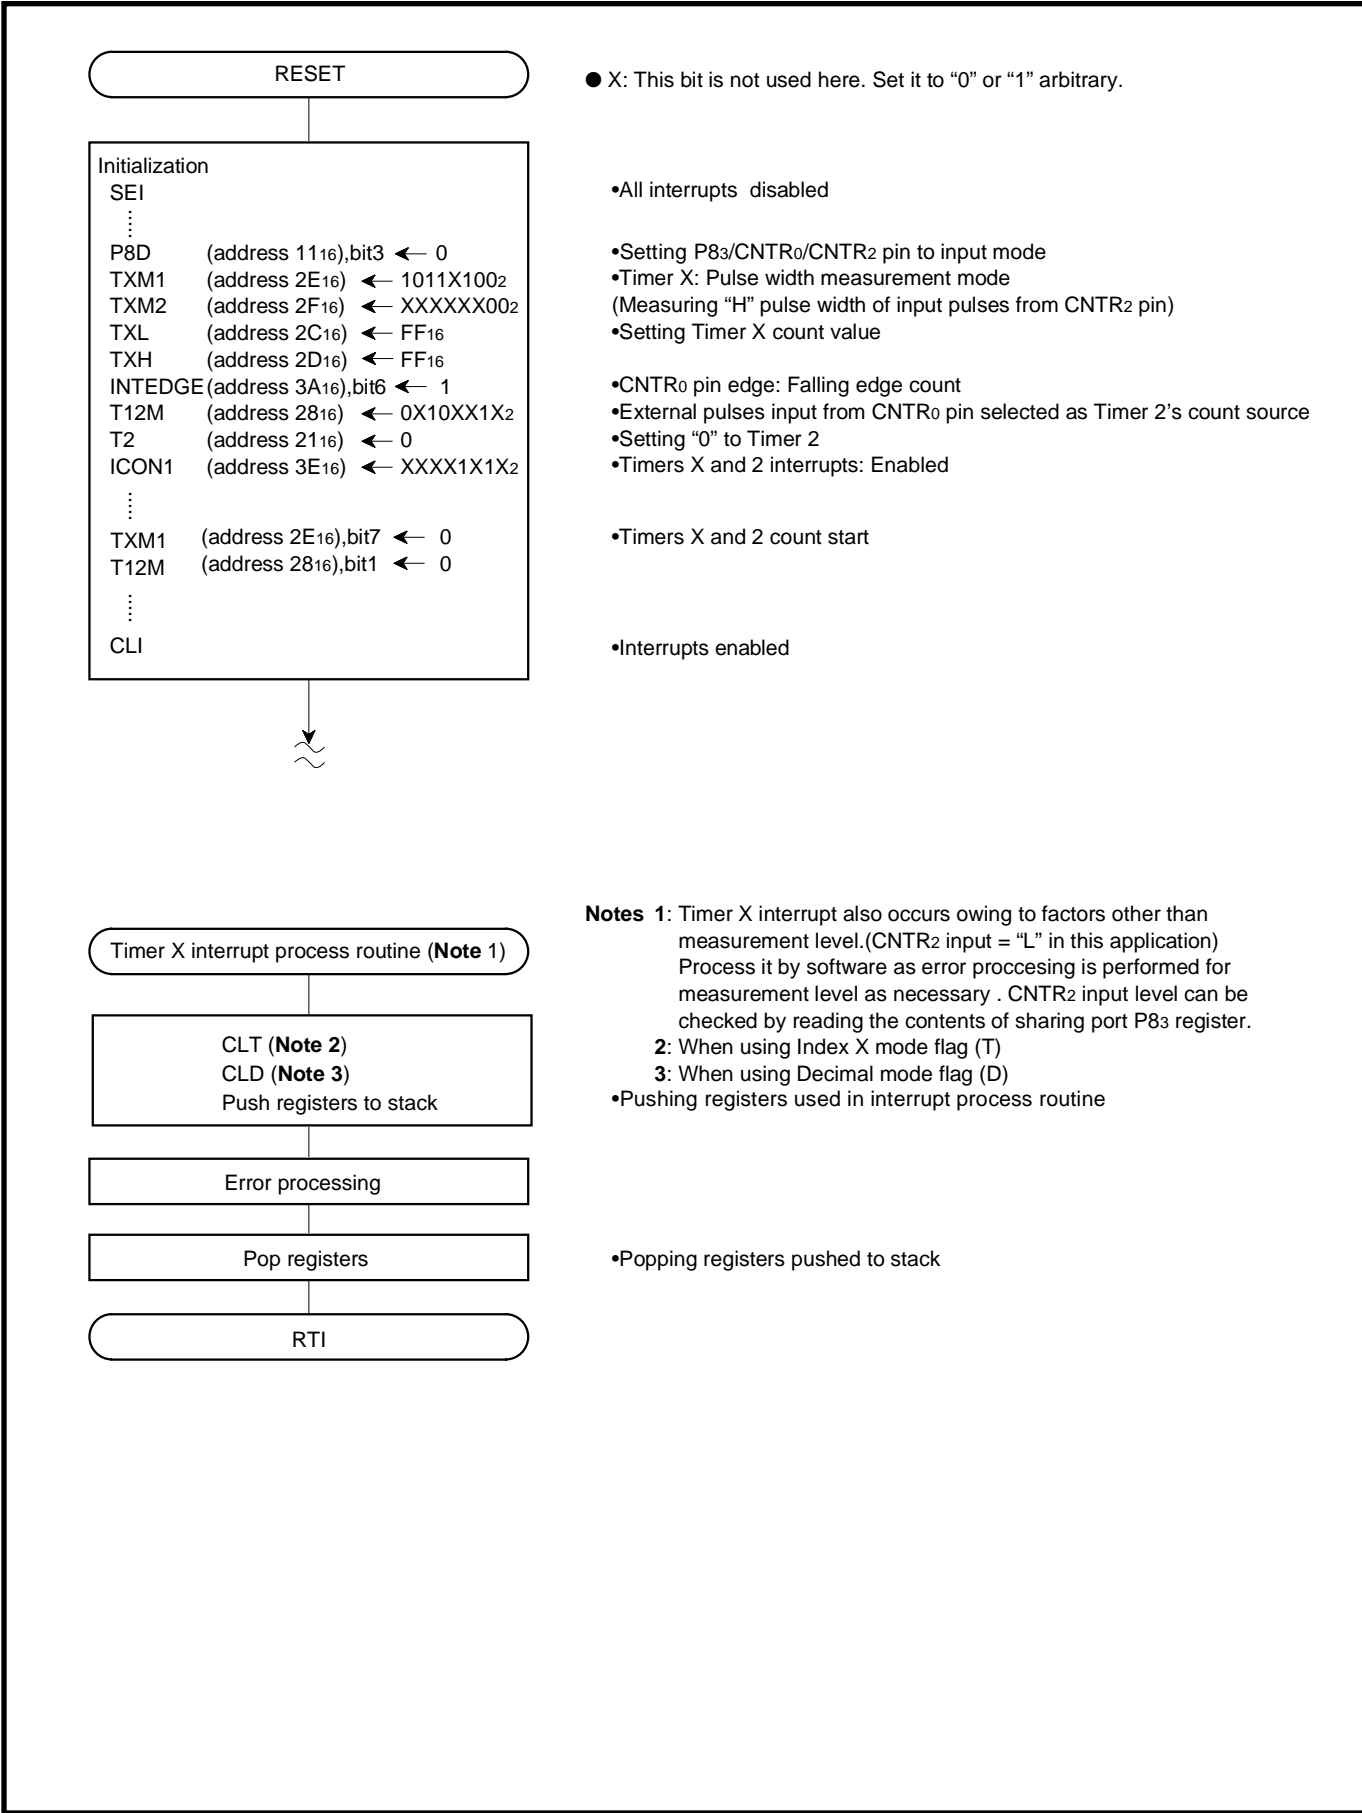 RESET
● X: This bit is not used here. Set it to “0” or “1” arbitrary.
Initialization
SEI
•All interrupts disabled
P8D (address 1116),bit3 ← 0
•Setting P83/CNTR0/CNTR2 pin to input mode
TXM1 (address 2E16) ← 1011X1002
•Timer X: Pulse width measurement mode
TXM2 (address 2F16) ← XXXXXX002
(Measuring “H” pulse width of input pulses from CNTR2 pin)
TXL (address 2C16) ← FF16
•Setting Timer X count value
TXH (address 2D16) ← FF16
INTEDGE (address 3A16),bit6 ← 1
•CNTR0 pin edge: Falling edge count
T12M (address 2816) ← 0X10XX1X2
•External pulses input from CNTR0 pin selected as Timer 2’s count source
T2 (address 2116) ← 0
•Setting “0” to Timer 2
ICON1 (address 3E16) ← XXXX1X1X2
•Timers X and 2 interrupts: Enabled
TXM1 (address 2E16),bit7 ← 0
•Timers X and 2 count start
T12M (address 2816),bit1 ← 0
CLI
•Interrupts enabled
Timer X interrupt process routine (Note 1)
Notes 1: Timer X interrupt also occurs owing to factors other than
measurement level.(CNTR2 input = “L” in this application)
Process it by software as error proccesing is performed for
measurement level as necessary . CNTR2 input level can be
checked by reading the contents of sharing port P83 register.
2: When using Index X mode flag (T)
3: When using Decimal mode flag (D)
CLT (Note 2)
CLD (Note 3)
Push registers to stack
•Pushing registers used in interrupt process routine
Error processing
Pop registers
•Popping registers pushed to stack
RTI